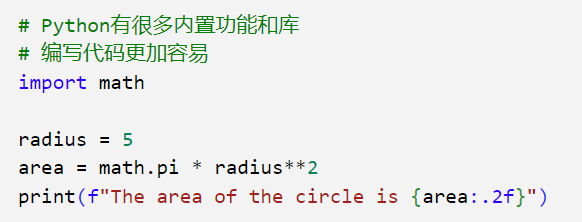 # Python有很多内置功能和库
# 编写代码更加容易
import math
radius = 5
area = math.pi * radius**2
print(f"The area of the circle is {area:.2f}")